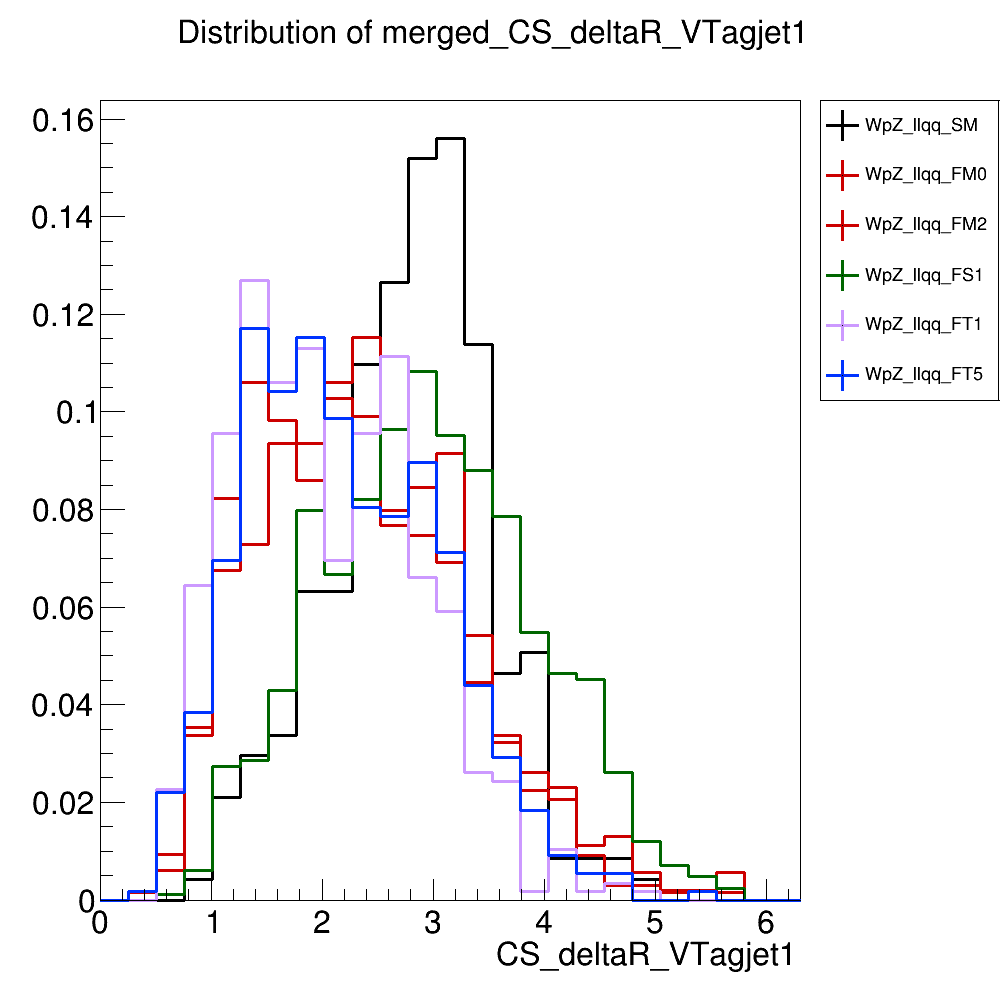 Distribution of merged_CS_deltaR_VTagjet1
0.16
0.14
0.12
0.1
0.08
0.06
0.04
0.02
0
0 1 2 3 4 5 6
CS_deltaR_VTagjet1
WpZ_llqq_SM
WpZ_llqq_FM0
WpZ_llqq_FM2
WpZ_llqq_FS1
WpZ_llqq_FT1
WpZ_llqq_FT5